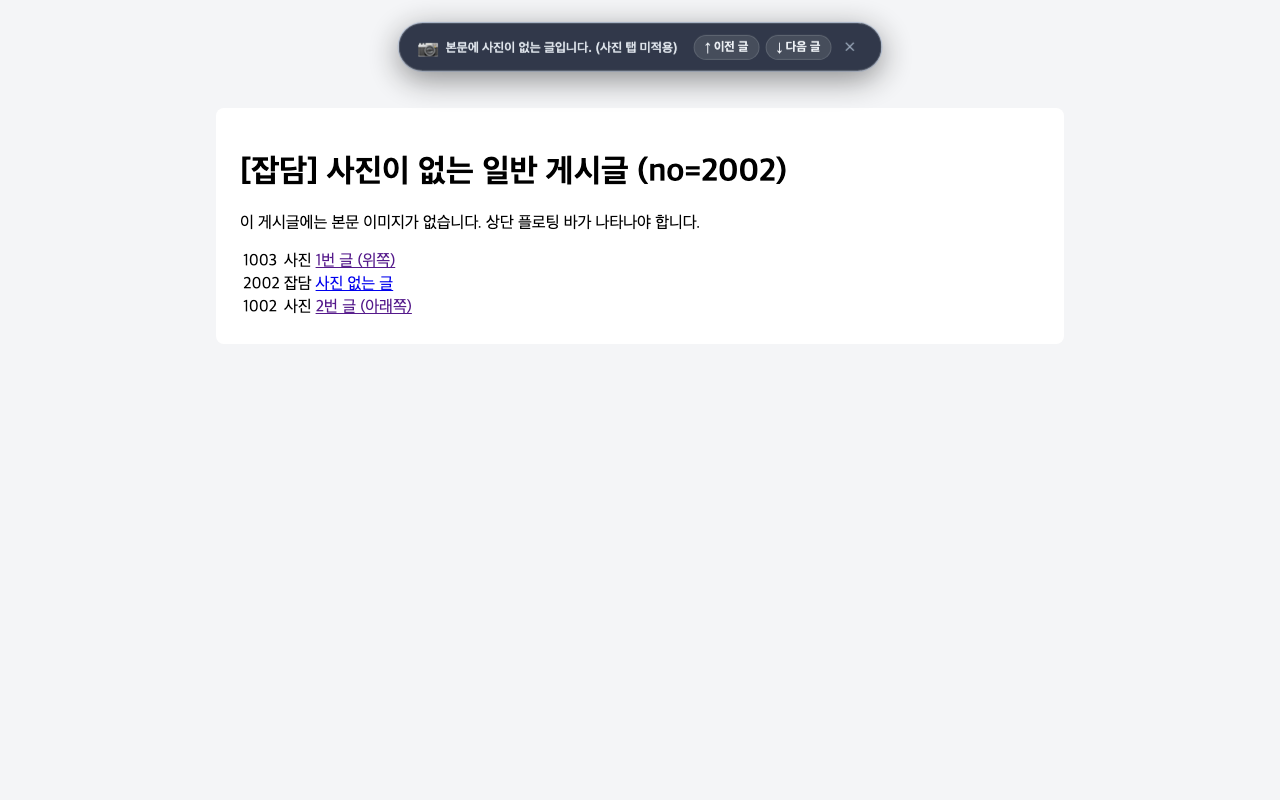 📷 본문에 사진이 없는 글입니다. (사진 탭 미적용) ↑ 이전 글 ↓ 다음 글 ✕
[잡담] 사진이 없는 일반 게시글 (no=2002)
이 게시글에는 본문 이미지가 없습니다. 상단 플로팅 바가 나타나야 합니다.
1003 사진 1번 글 (위쪽)
2002 잡담 사진 없는 글
1002 사진 2번 글 (아래쪽)